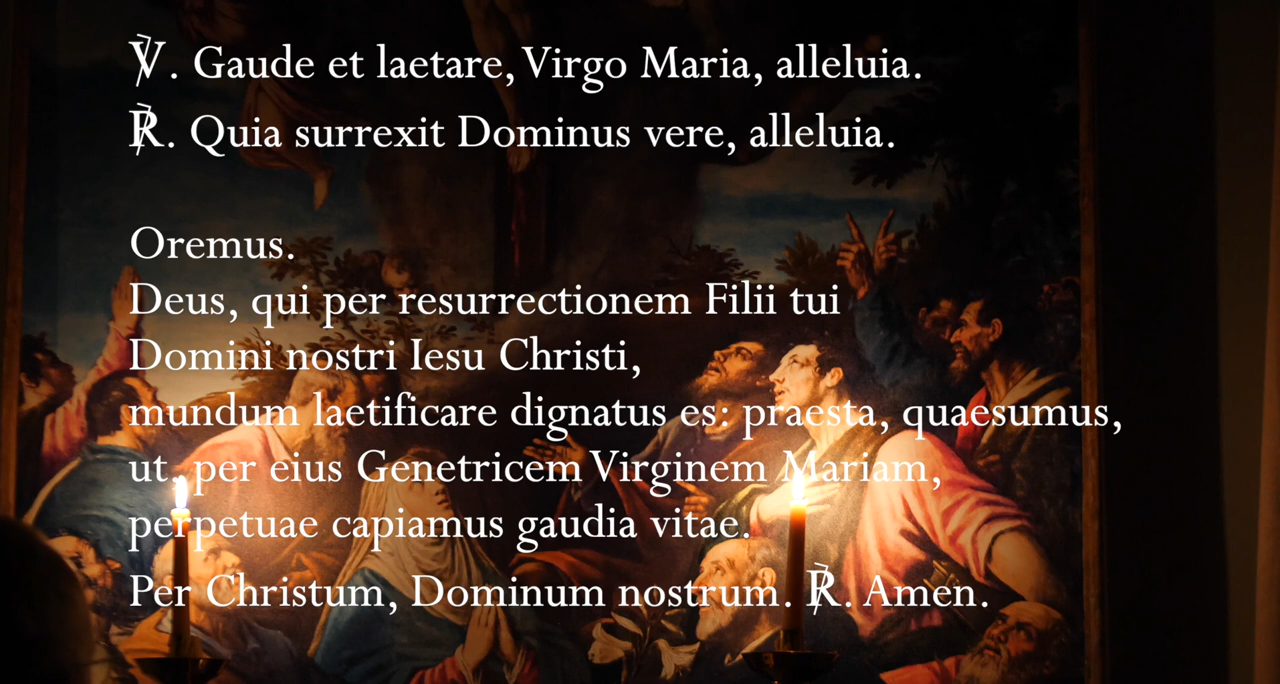 ℣. Gaude et laetare, Virgo Maria, alleluia.
℟. Quia surrexit Dominus vere, alleluia.
Oremus.
Deus, qui per resurrectionem Filii tui
Domini nostri Iesu Christi,
mundum laetificare dignatus es: praesta, quaesumus,
ut, per eius Genetricem Virginem Mariam,
perpetuae capiamus gaudia vitae.
Per Christum, Dominum nostrum. ℟. Amen.